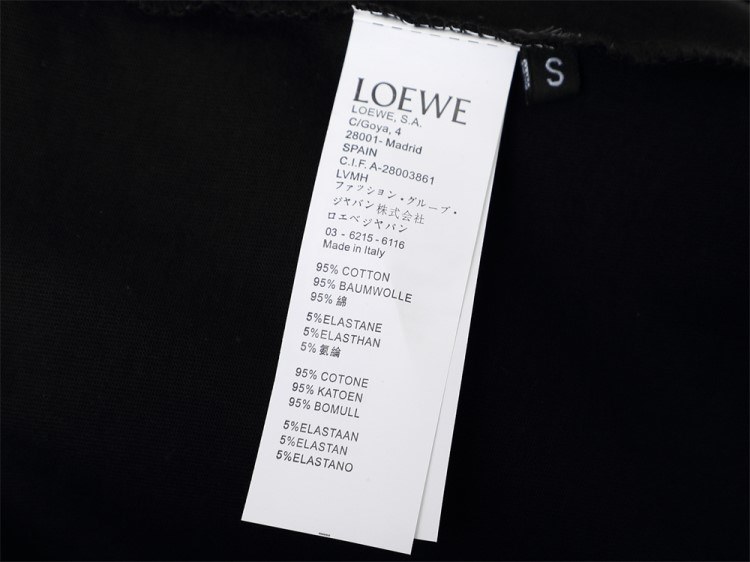 LOEWE
LOEWE, S.A.
C/Goya, 4
28001- Madrid
SPAIN
C.I.F. A-28003861
LVMH
ファッション・グループ・
ジャパン株式会社
ロエベジャパン
03 - 6215 - 6116
Made in Italy
95% COTTON
95% BAUMWOLLE
95% 綿
5%ELASTANE
5%ELASTHAN
5% 氨綸
95% COTONE
95% KATOEN
95% BOMULL
5%ELASTAAN
5%ELASTAN
5%ELASTANO
S